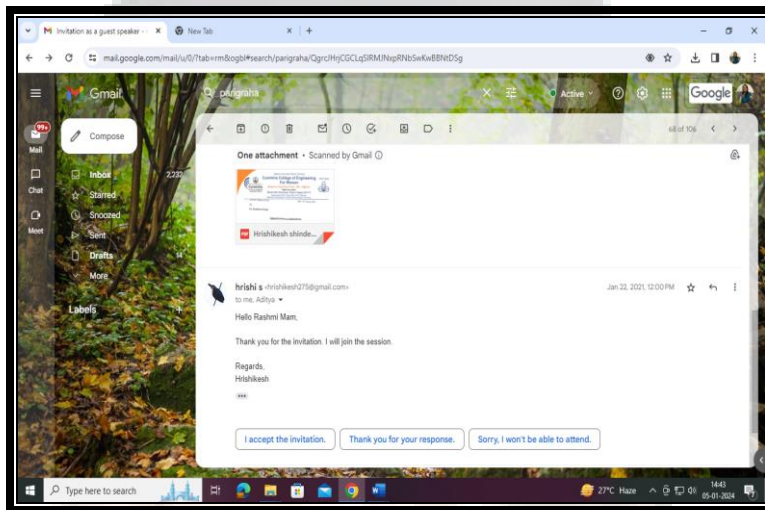 Invitation as a guest speaker -
New Tab
mail.google.com/mail/u/0/?tab=rm&ogbl#search/parigraha/
Gmail
parigraha
Active
Google
99+
Mail
Chat
Meet
Compose
Inbox 2,232
Starred
Snoozed
Sent
Drafts 14
More
Labels +
68 of 106
One attachment • Scanned by Gmail
Hrishikesh shinde...
hrishi s <hrishikesh275@gmail.com>
Jan 22, 2021, 12:00 PM
to me, Aditya
Hello Rashmi Mam,
Thank you for the invitation. I will join the session.
Regards,
Hrishikesh
I accept the invitation.
Thank you for your response.
Sorry, I won't be able to attend.
Type here to search
27°C Haze
14:43
05-01-2024